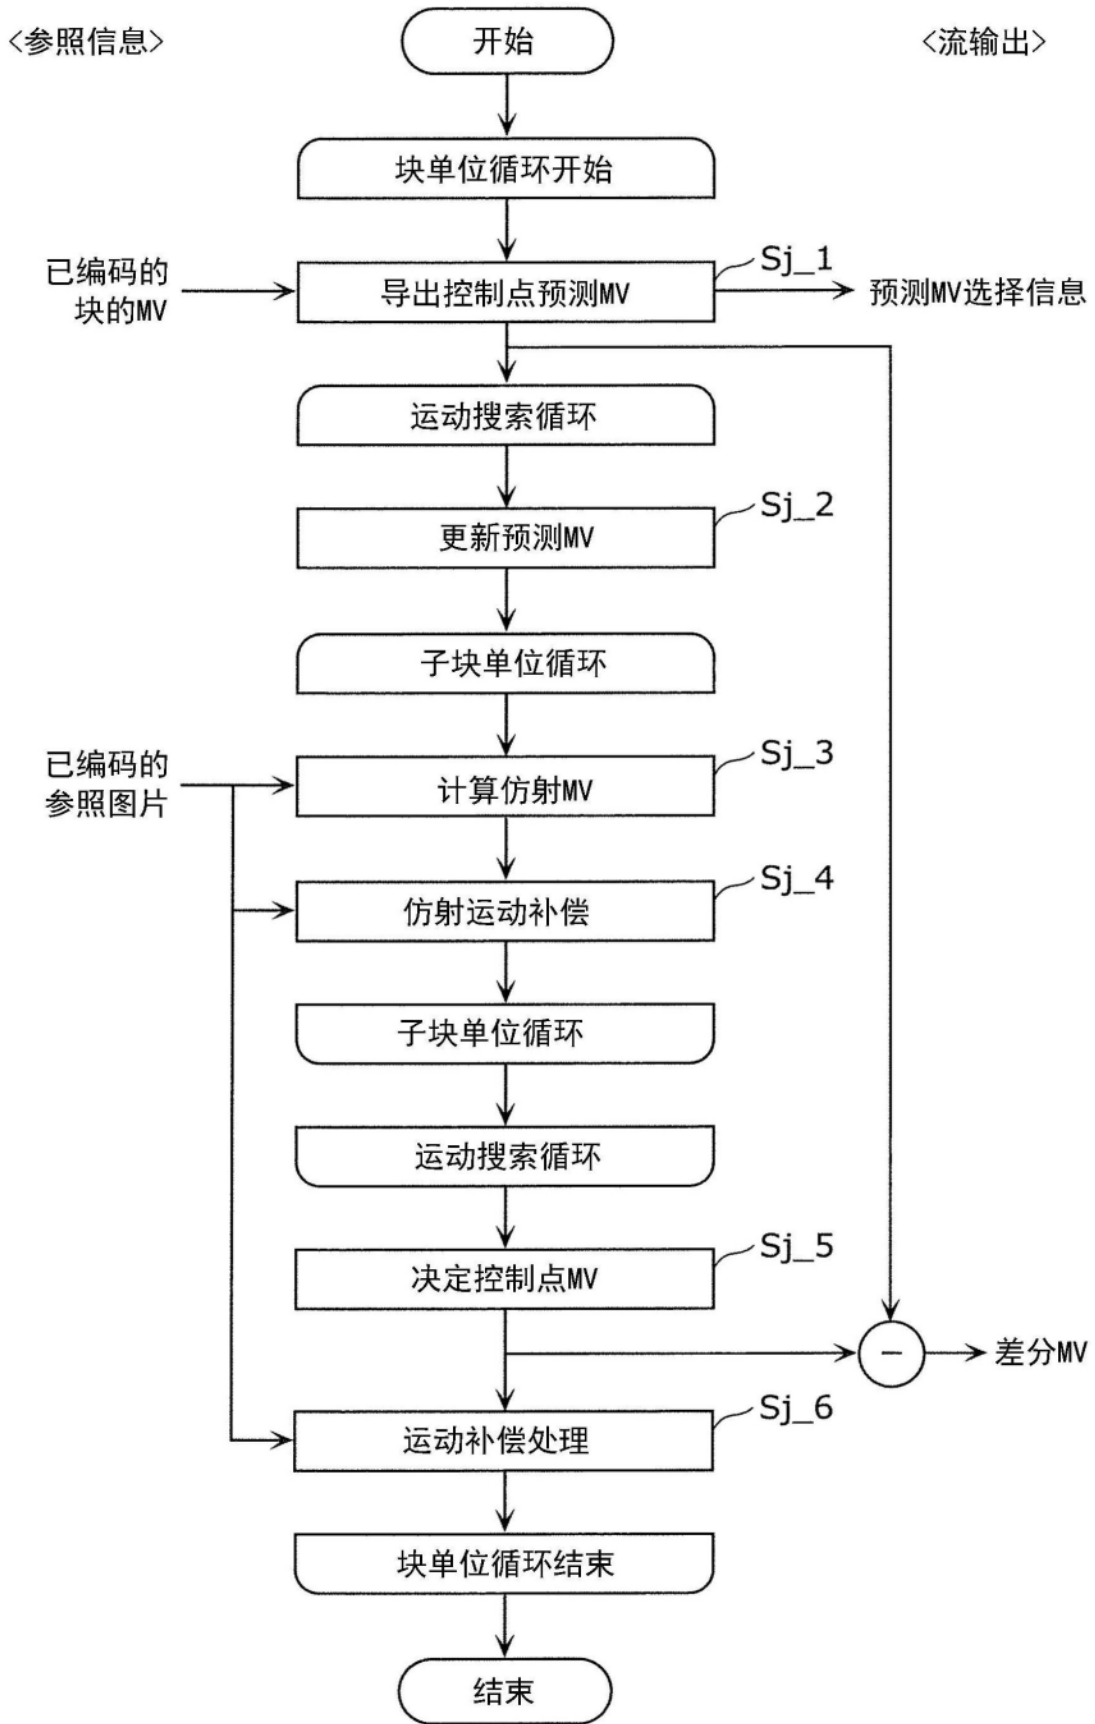 <参照信息>
开始
<流输出>
块单位循环开始
已编码的
块的MV
导出控制点预测MV
Sj_1
预测MV选择信息
运动搜索循环
Sj_2
更新预测MV
子块单位循环
已编码的
参照图片
Sj_3
计算仿射MV
Sj_4
仿射运动补偿
子块单位循环
运动搜索循环
Sj_5
决定控制点MV
−
差分MV
Sj_6
运动补偿处理
块单位循环结束
结束